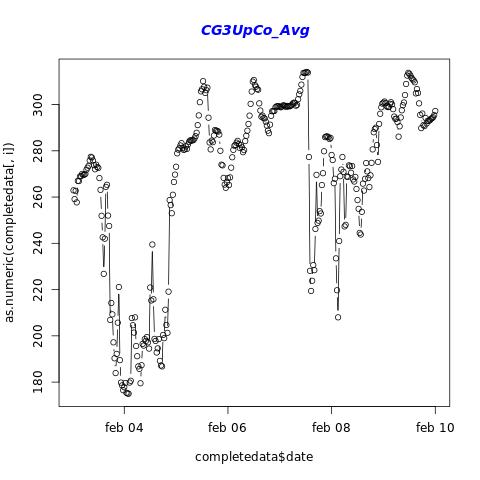 CG3UpCo_Avg
as.numeric(completedata[, i])
300
280
260
240
220
200
180
feb 04
feb 06
feb 08
feb 10
completedata$date